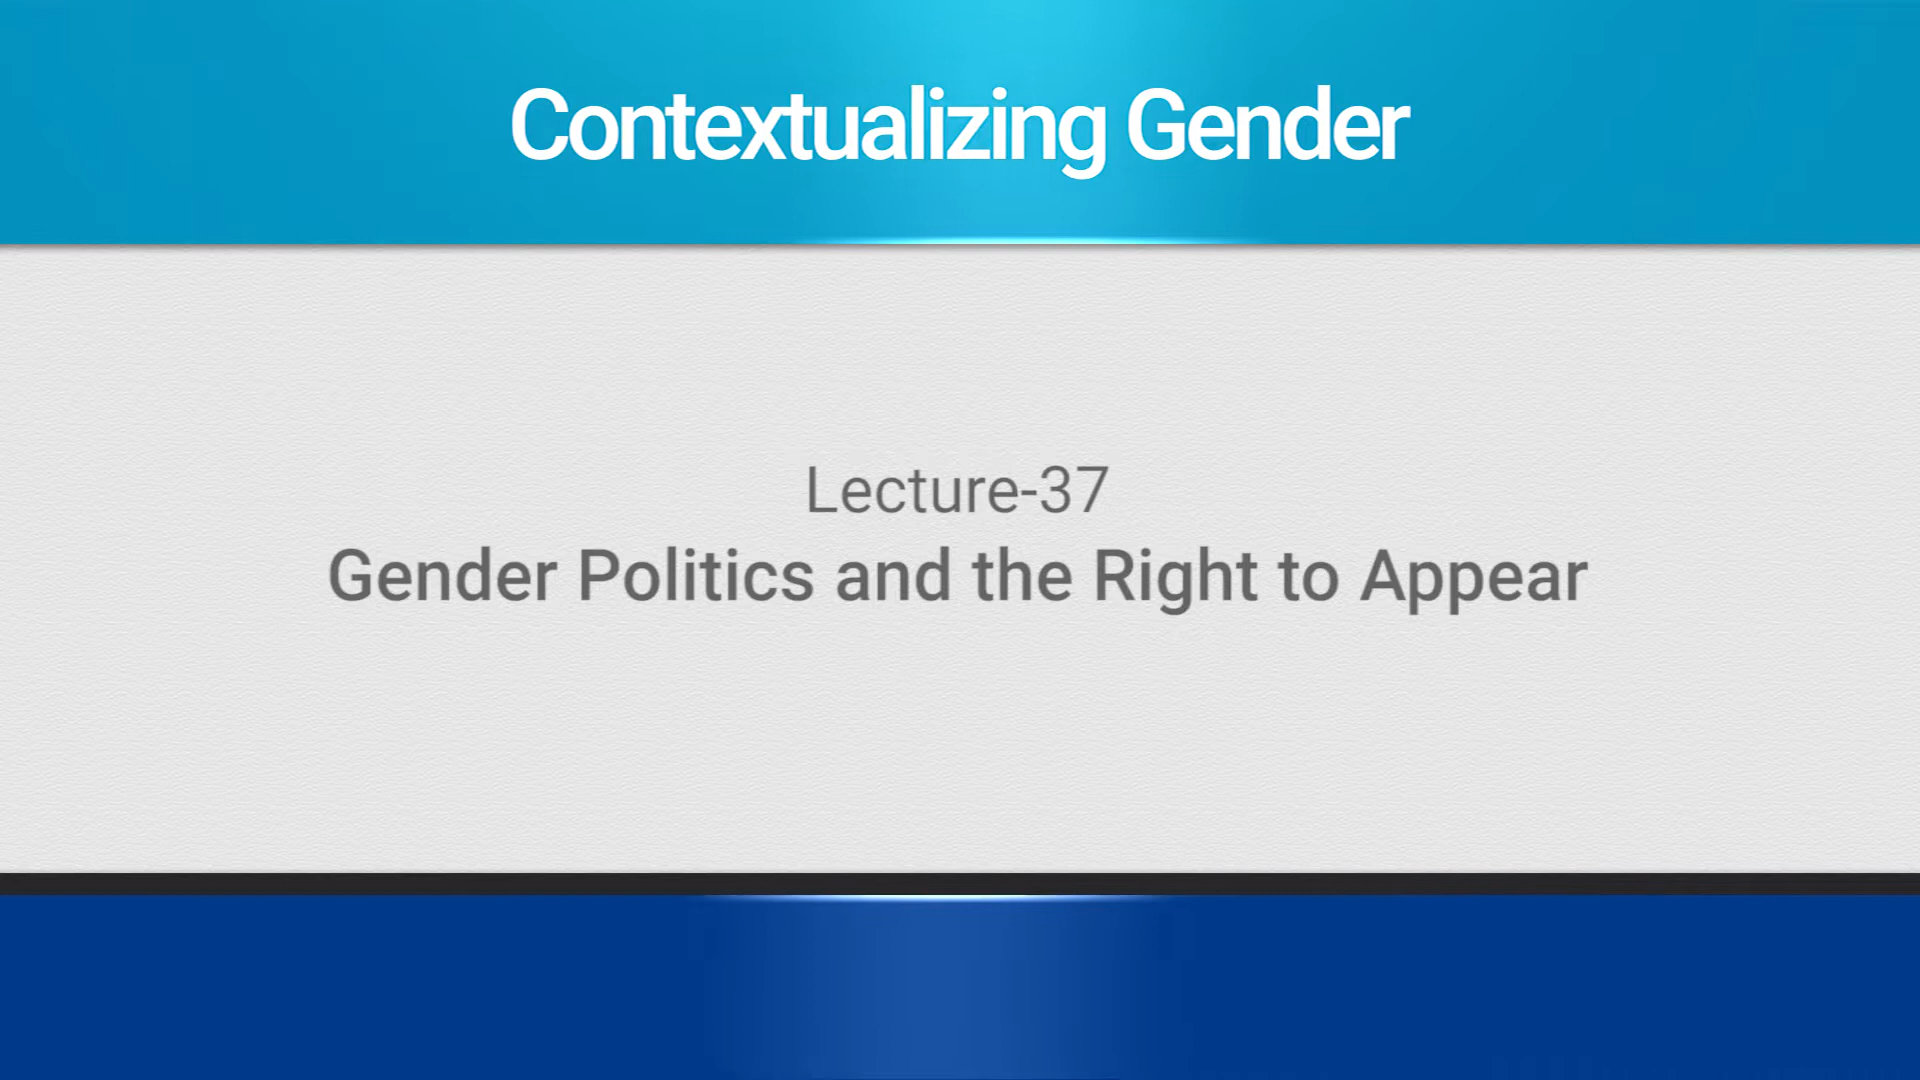 Contextualizing Gender
Lecture-37
Gender Politics and the Right to Appear